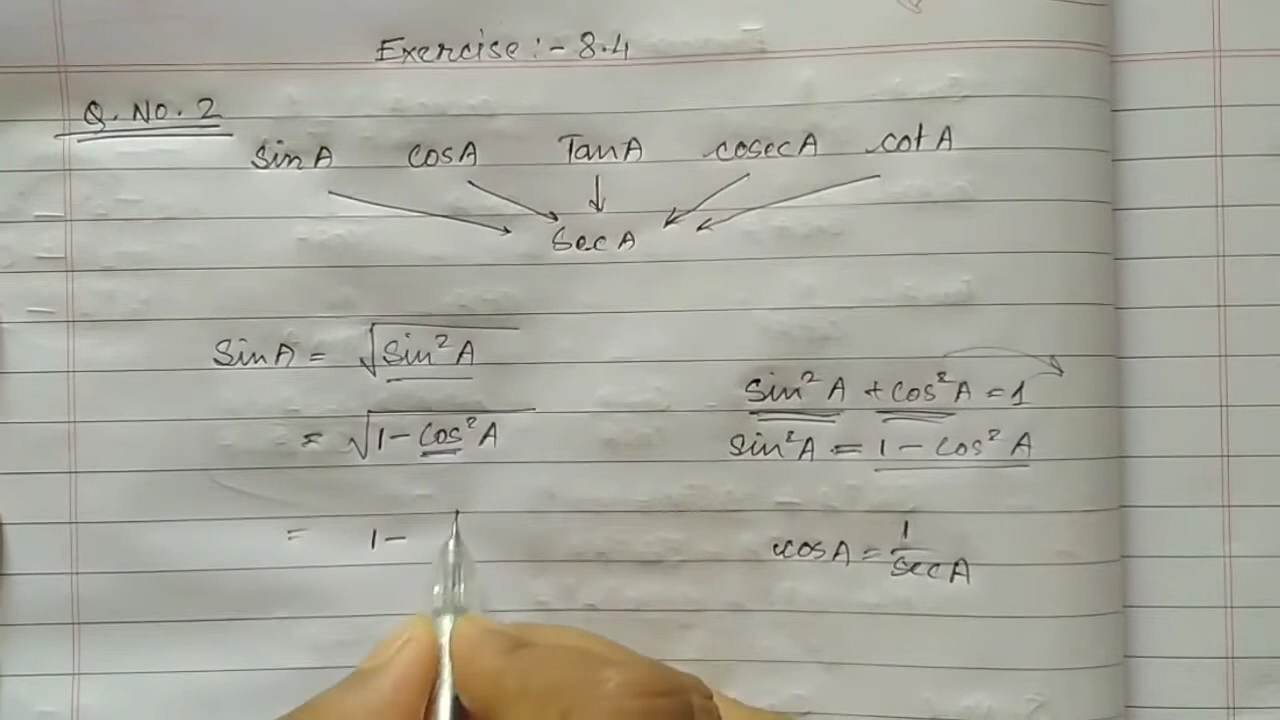 Exercise :- 8.4
Q. No. 2
Sin A cos A Tan A cosec A cot A
Sec A
Sin A = √Sin²A
= √1 - Cos²A
= 1 -
Sin²A + Cos²A = 1
Sin²A = 1 - Cos²A
cos A = 1/sec A